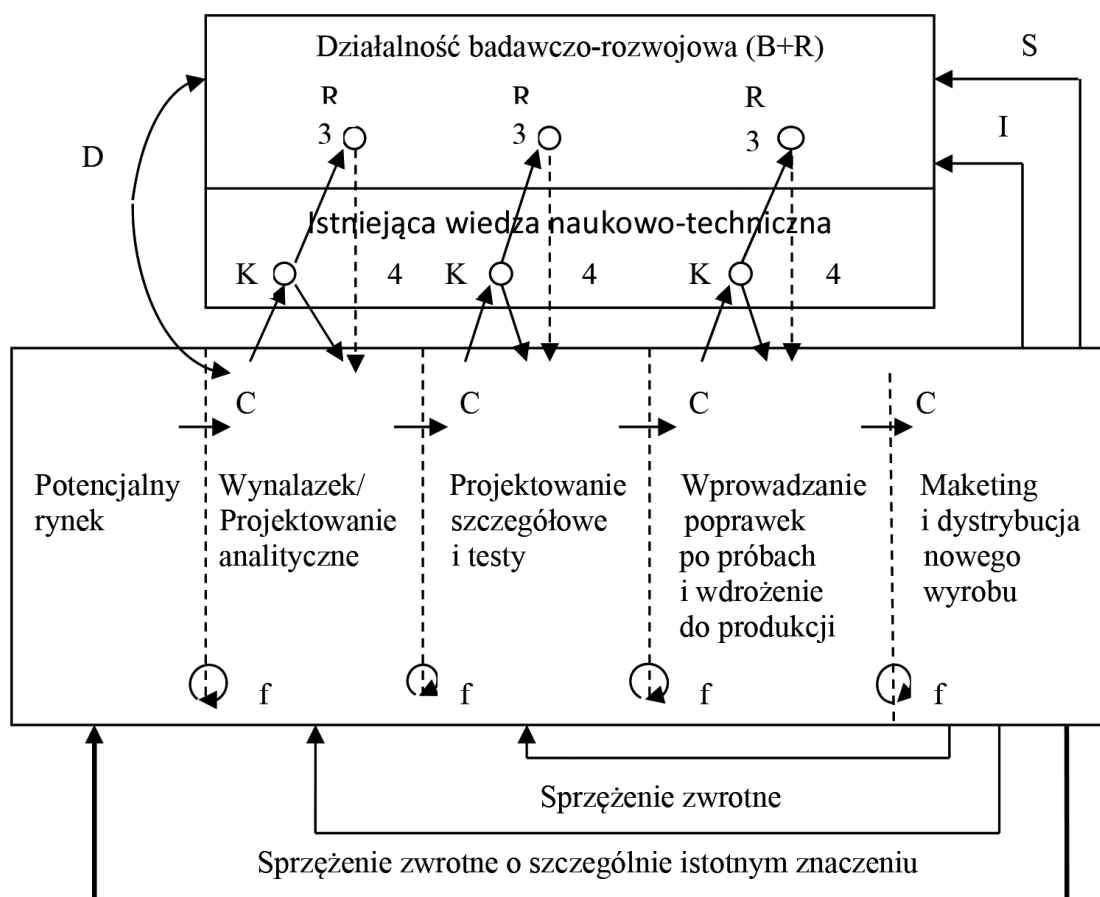 Działalność badawczo-rozwojowa (B+R)
S
R R R
3 3 3
I
D
Istniejąca wiedza naukowo-techniczna
K 4 K 4 K 4
C C C C
Potencjalny
rynek
Wynalazek/
Projektowanie
analityczne
Projektowanie
szczegółowe
i testy
Wprowadzanie
poprawek
po próbach
i wdrożenie
do produkcji
Maketing
i dystrybucja
nowego
wyrobu
f f f f
Sprzężenie zwrotne
Sprzężenie zwrotne o szczególnie istotnym znaczeniu